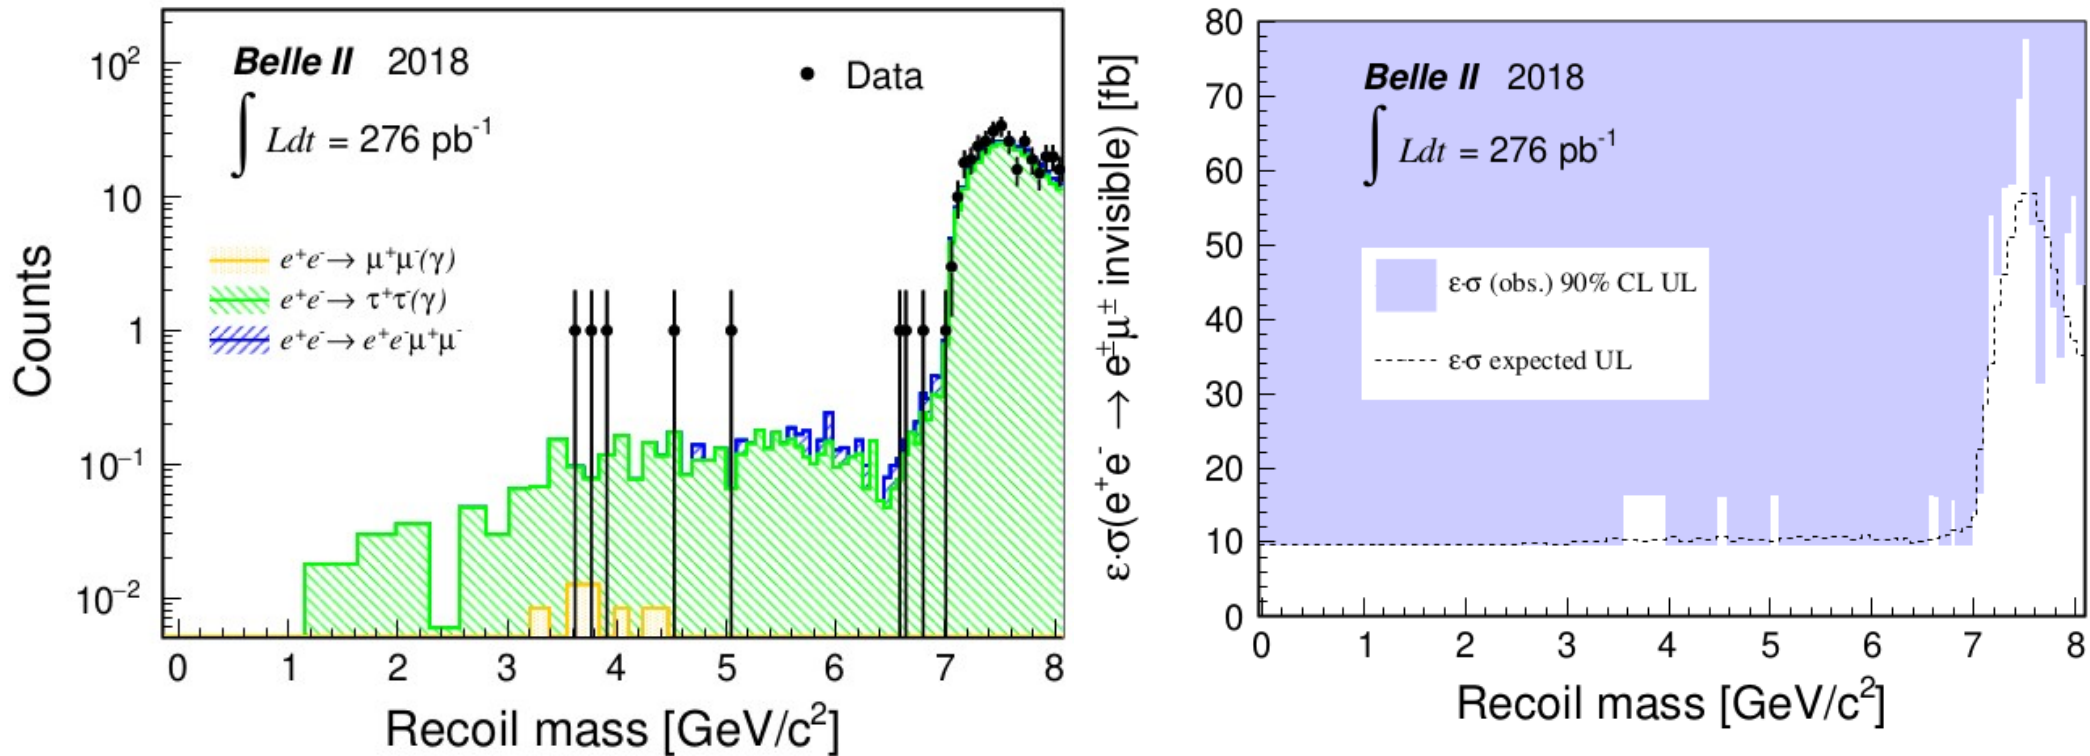 Belle II 2018
∫ Ldt = 276 pb⁻¹
Data
e⁺e⁻→ μ⁺μ⁻(γ)
e⁺e⁻→ τ⁺τ⁻(γ)
e⁺e⁻→ e⁺e⁻μ⁺μ⁻
Counts
10²
10
1
10⁻¹
10⁻²
0 1 2 3 4 5 6 7 8
Recoil mass [GeV/c²]
ε·σ(e⁺e⁻ → e±μ± invisible) [fb]
80
70
60
50
40
30
20
10
0
Belle II 2018
∫ Ldt = 276 pb⁻¹
ε·σ (obs.) 90% CL UL
ε·σ expected UL
0 1 2 3 4 5 6 7 8
Recoil mass [GeV/c²]